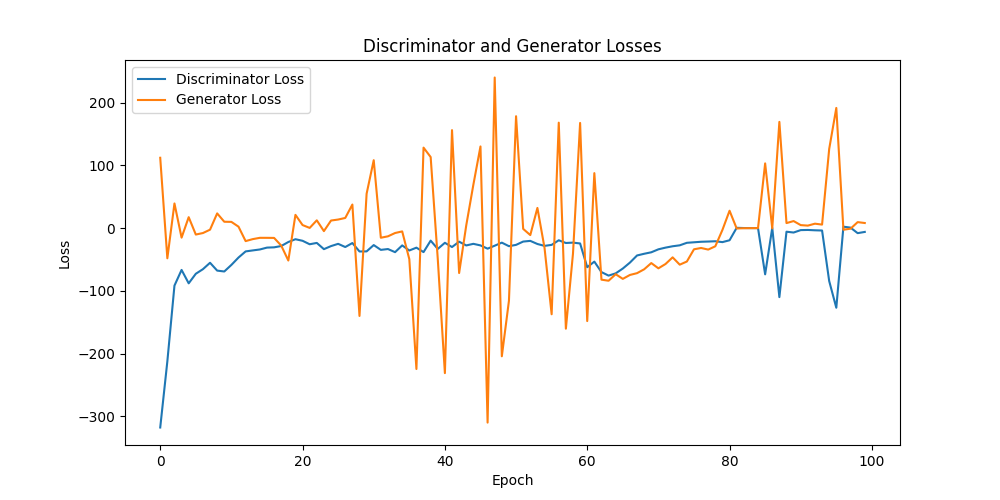 Discriminator and Generator Losses
Discriminator Loss
Generator Loss
200
100
0
−100
−200
−300
Loss
0 20 40 60 80 100
Epoch